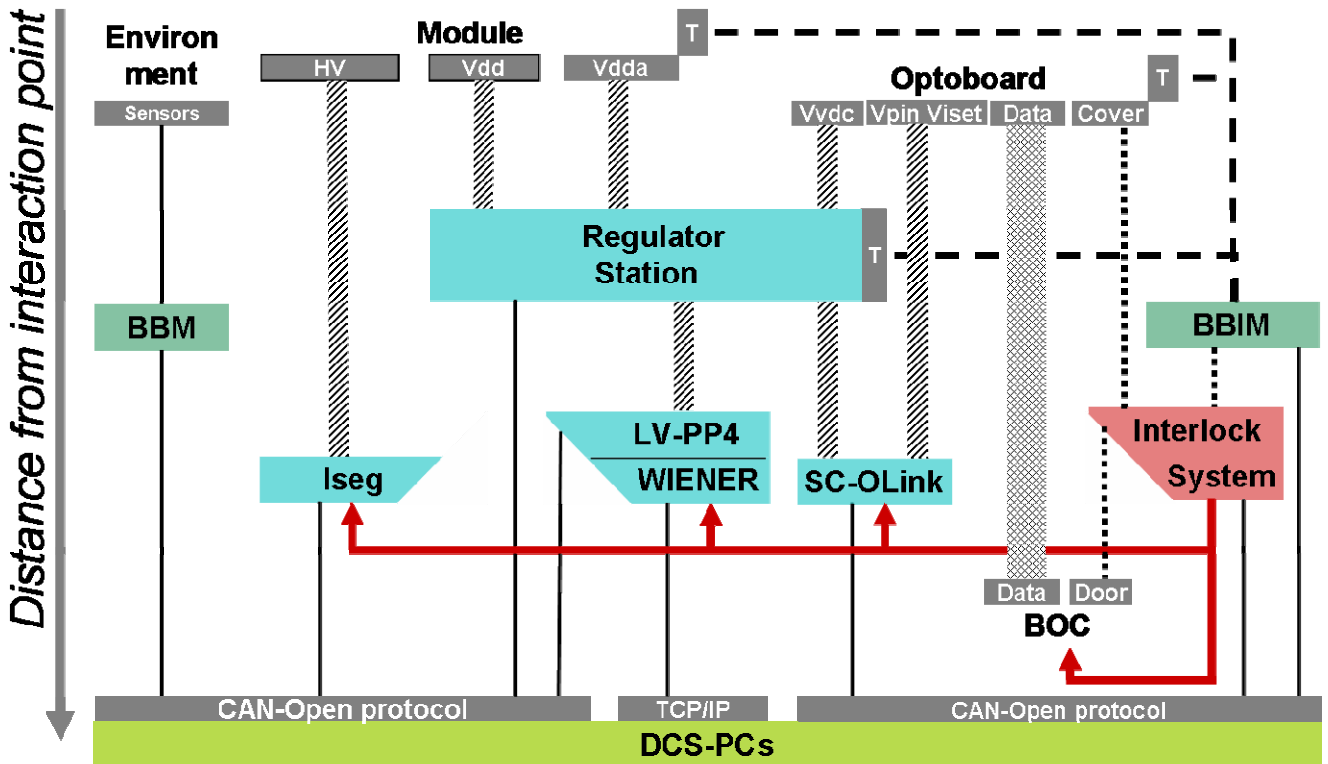 Distance from interaction point
Environ
ment
Module
T
HV
Vdd
Vdda
Optoboard
T
Sensors
Vvdc
Vpin Viset
Data
Cover
Regulator
Station
T
BBM
BBIM
LV-PP4
WIENER
Iseg
SC-OLink
Interlock
System
Data
Door
BOC
CAN-Open protocol
TCP/IP
CAN-Open protocol
DCS-PCs